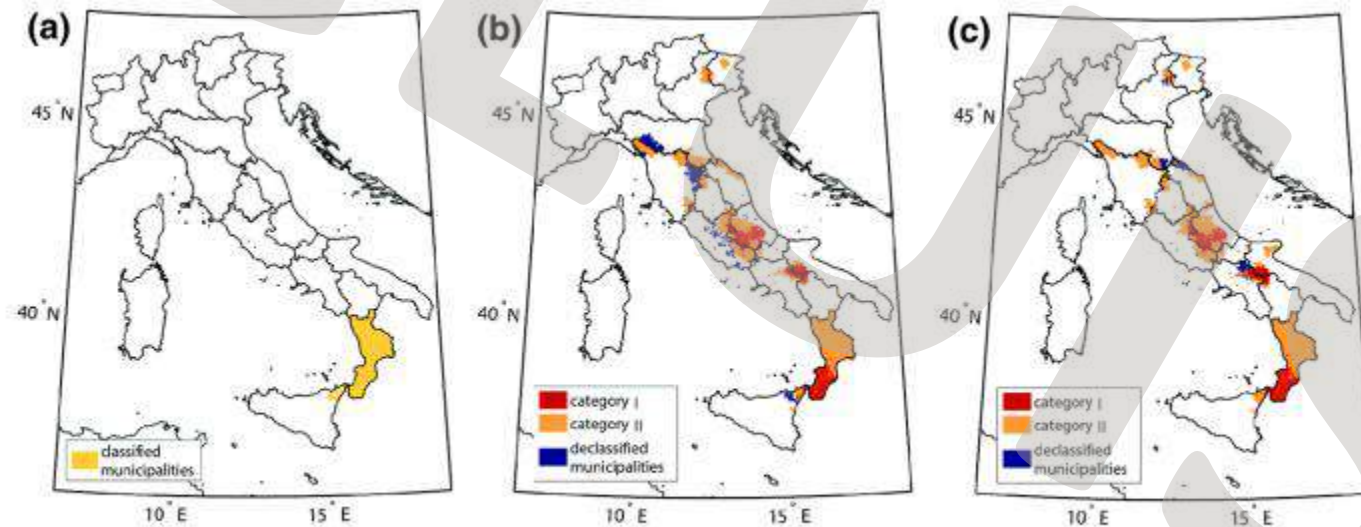 (a)
45 °N
40 °N
classified
municipalities
10 °E
15 °E
(b)
45 °N
40 °N
category I
category II
declassified
municipalities
10 °E
15 °E
(c)
45 °N
40 °N
category I
category II
declassified
municipalities
10 °E
15 °E